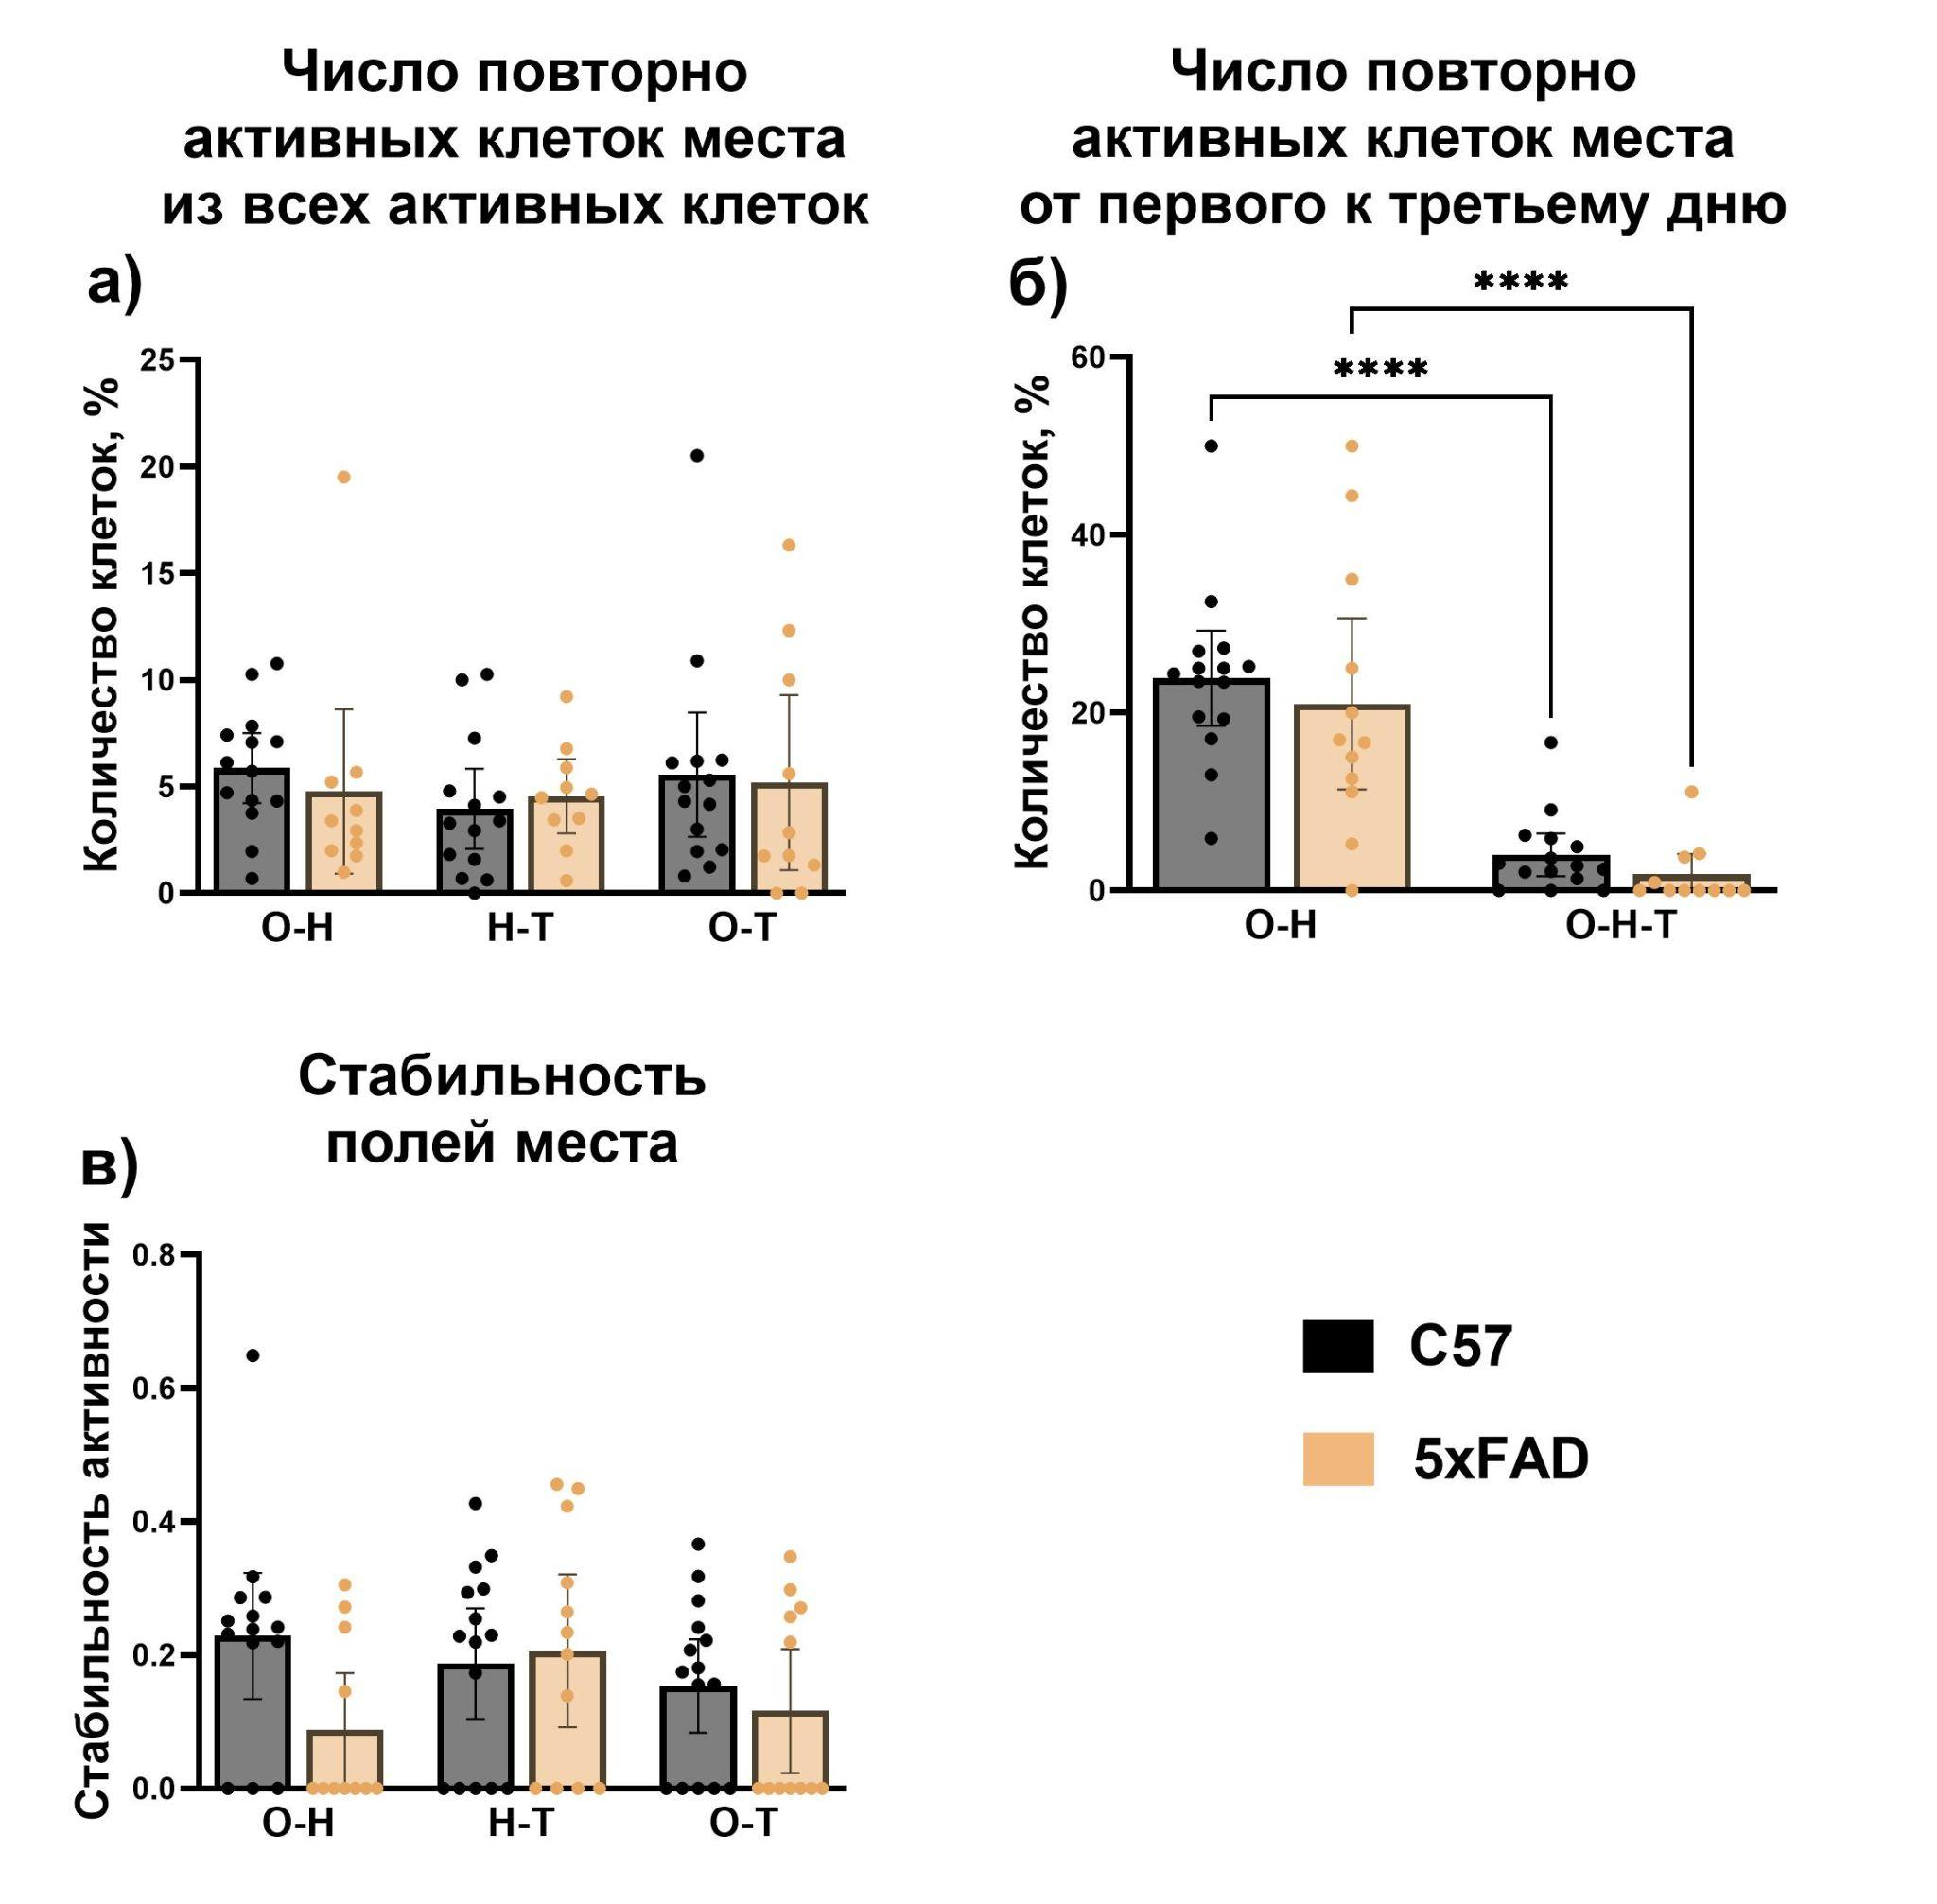 Число повторно
активных клеток места
из всех активных клеток
Число повторно
активных клеток места
от первого к третьему дню
а)
Количество клеток, %
25
20
15
10
5
0
О-Н
Н-Т
О-Т
б)
****
****
Количество клеток, %
60
40
20
0
О-Н
О-Н-Т
Стабильность
полей места
в)
Стабильность активности
0.8
0.6
0.4
0.2
0.0
О-Н
Н-Т
О-Т
C57
5xFAD